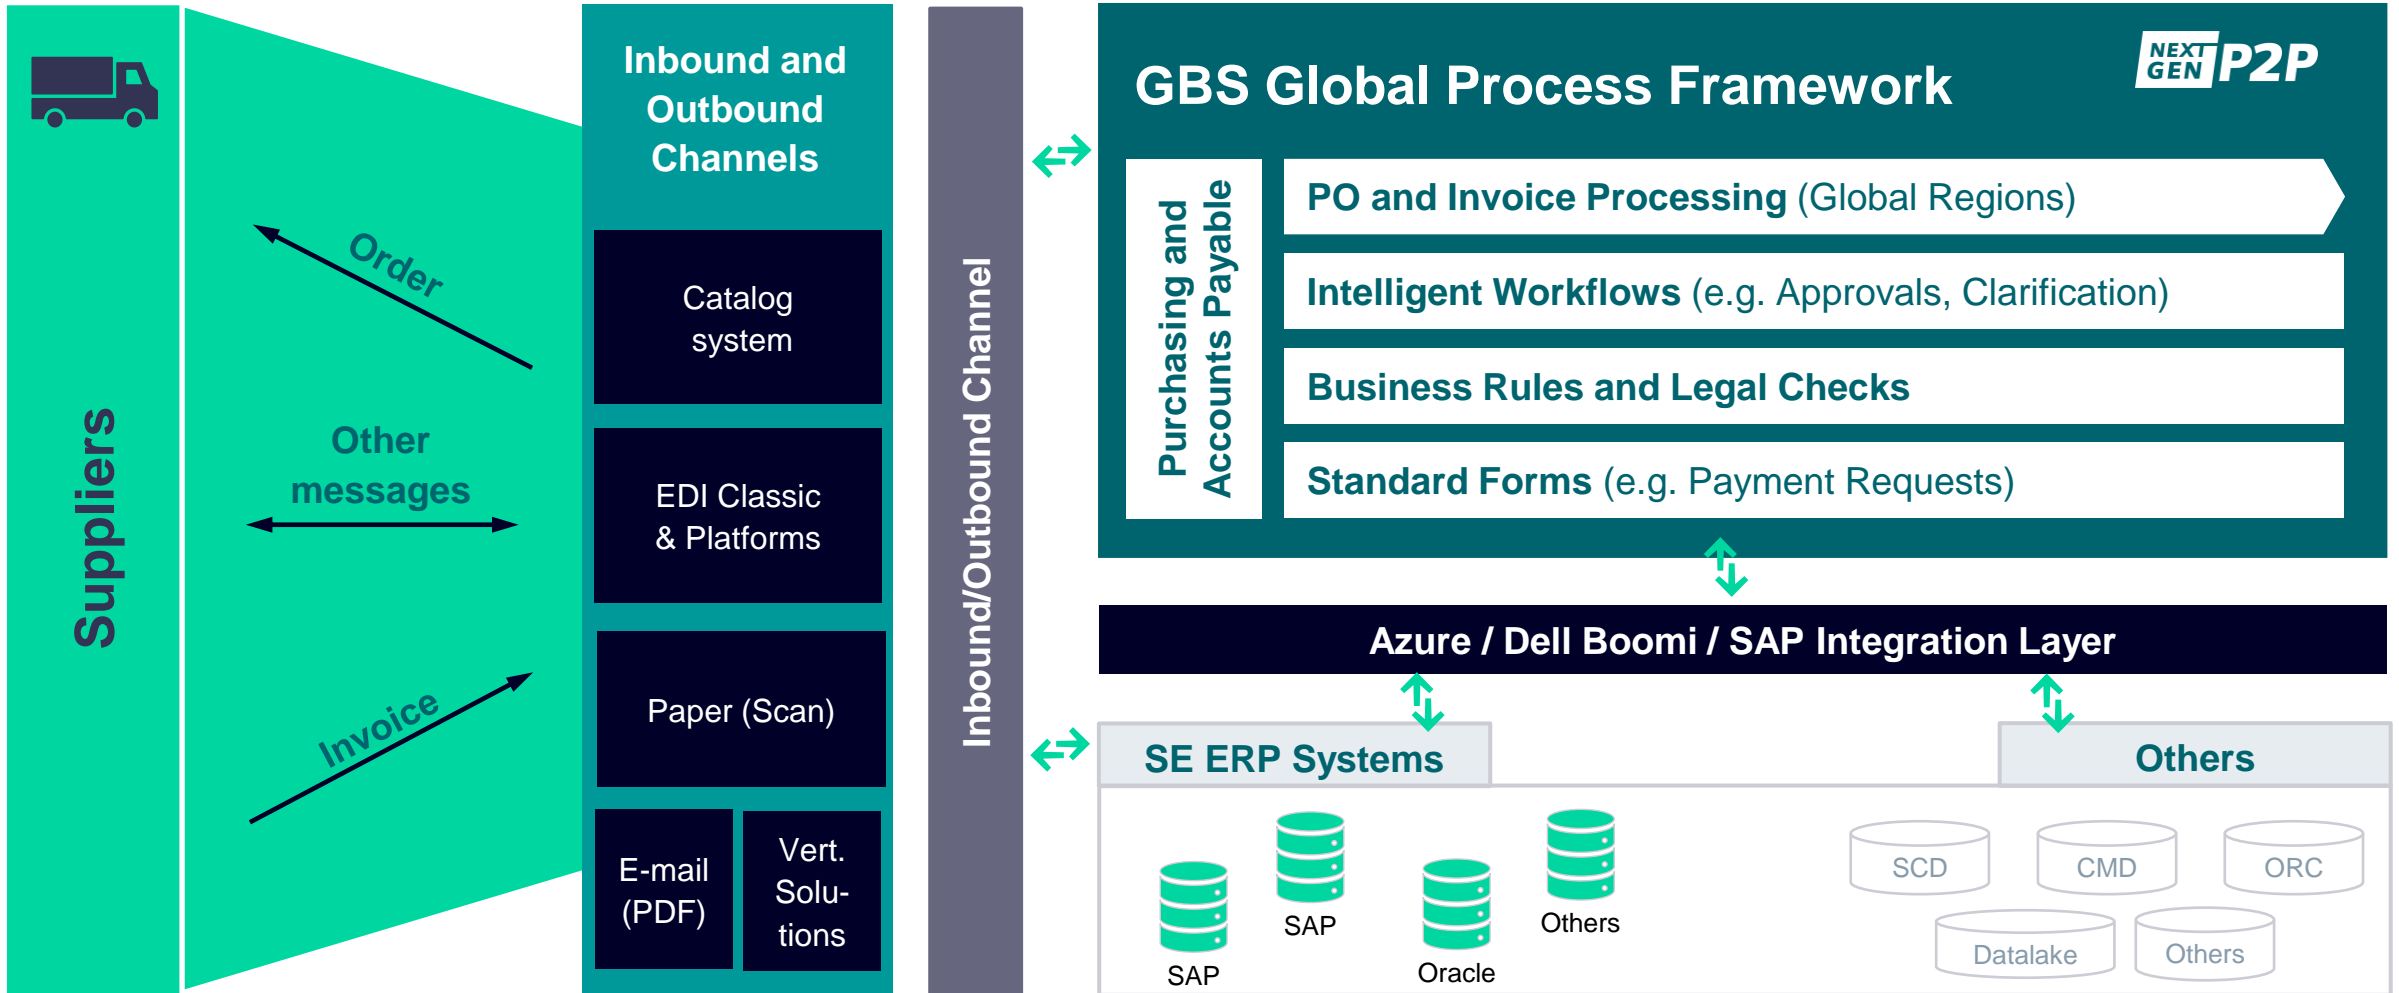 Suppliers
Order
Other
messages
Invoice
Inbound and
Outbound
Channels
Catalog
system
EDI Classic
& Platforms
Paper (Scan)
E-mail
(PDF)
Vert.
Solu-
tions
Inbound/Outbound Channel
GBS Global Process Framework
NEXT
GEN
P2P
Purchasing and
Accounts Payable
PO and Invoice Processing (Global Regions)
Intelligent Workflows (e.g. Approvals, Clarification)
Business Rules and Legal Checks
Standard Forms (e.g. Payment Requests)
Azure / Dell Boomi / SAP Integration Layer
SE ERP Systems
SAP
SAP
Oracle
Others
Others
SCD
CMD
ORC
Datalake
Others